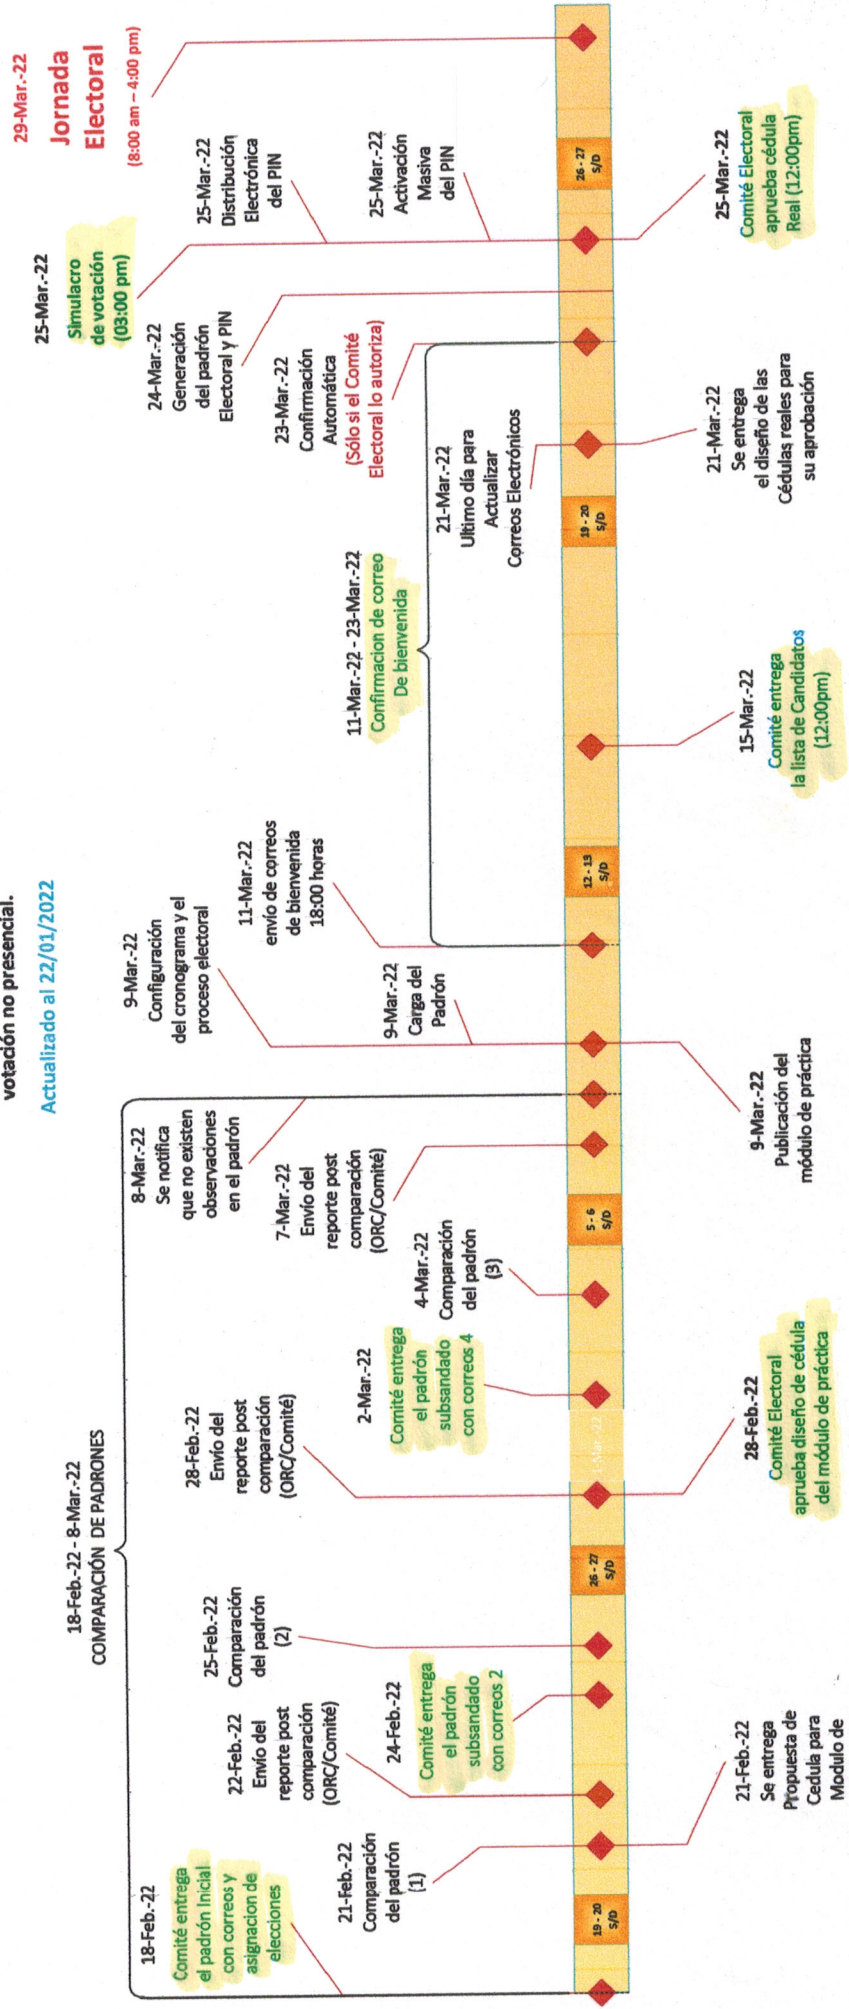 votación no presencial.
Actualizado al 22/01/2022
18-Feb.-22 - 8-Mar.-22
COMPARACIÓN DE PADRONES
18-Feb.-22
Comité entrega
el padrón Inicial
con correos y
asignacion de
elecciones
21-Feb.-22
Comparación
del padrón
(1)
22-Feb.-22
Envío del
reporte post
comparación
(ORC/Comité)
24-Feb.-22
Comité entrega
el padrón
subsandado
con correos 2
25-Feb.-22
Comparación
del padrón
(2)
28-Feb.-22
Envío del
reporte post
comparación
(ORC/Comité)
2-Mar.-22
Comité entrega
el padrón
subsandado
con correos 4
4-Mar.-22
Comparación
del padrón
(3)
7-Mar.-22
Envío del
reporte post
comparación
(ORC/Comité)
8-Mar.-22
Se notifica
que no existen
observaciones
en el padrón
9-Mar.-22
Configuración
del cronograma y el
proceso electoral
9-Mar.-22
Carga del
Padrón
11-Mar.-22
envío de correos
de bienvenida
18:00 horas
11-Mar.-22 - 23-Mar.-22
Confirmacion de correo
De bienvenida
21-Mar.-22
Ultimo día para
Actualizar
Correos Electrónicos
23-Mar.-22
Confirmación
Automática
(Sólo si el Comité
Electoral lo autoriza)
24-Mar.-22
Generación
del padrón
Electoral y PIN
25-Mar.-22
Simulacro
de votación
(03:00 pm)
25-Mar.-22
Distribución
Electrónica
del PIN
25-Mar.-22
Activación
Masiva
del PIN
29-Mar.-22
Jornada
Electoral
(8:00 am – 4:00 pm)
19 - 20
S/D
26 - 27
S/D
1-Mar.-22
5 - 6
S/D
12 - 13
S/D
19 - 20
S/D
26 - 27
S/D
21-Feb.-22
Se entrega
Propuesta de
Cedula para
Modulo de
28-Feb.-22
Comité Electoral
aprueba diseño de cédula
del módulo de práctica
9-Mar.-22
Publicación del
módulo de práctica
15-Mar.-22
Comité entrega
la lista de Candidatos
(12:00pm)
21-Mar.-22
Se entrega
el diseño de las
Cédulas reales para
su aprobación
25-Mar.-22
Comité Electoral
aprueba cédula
Real (12:00pm)